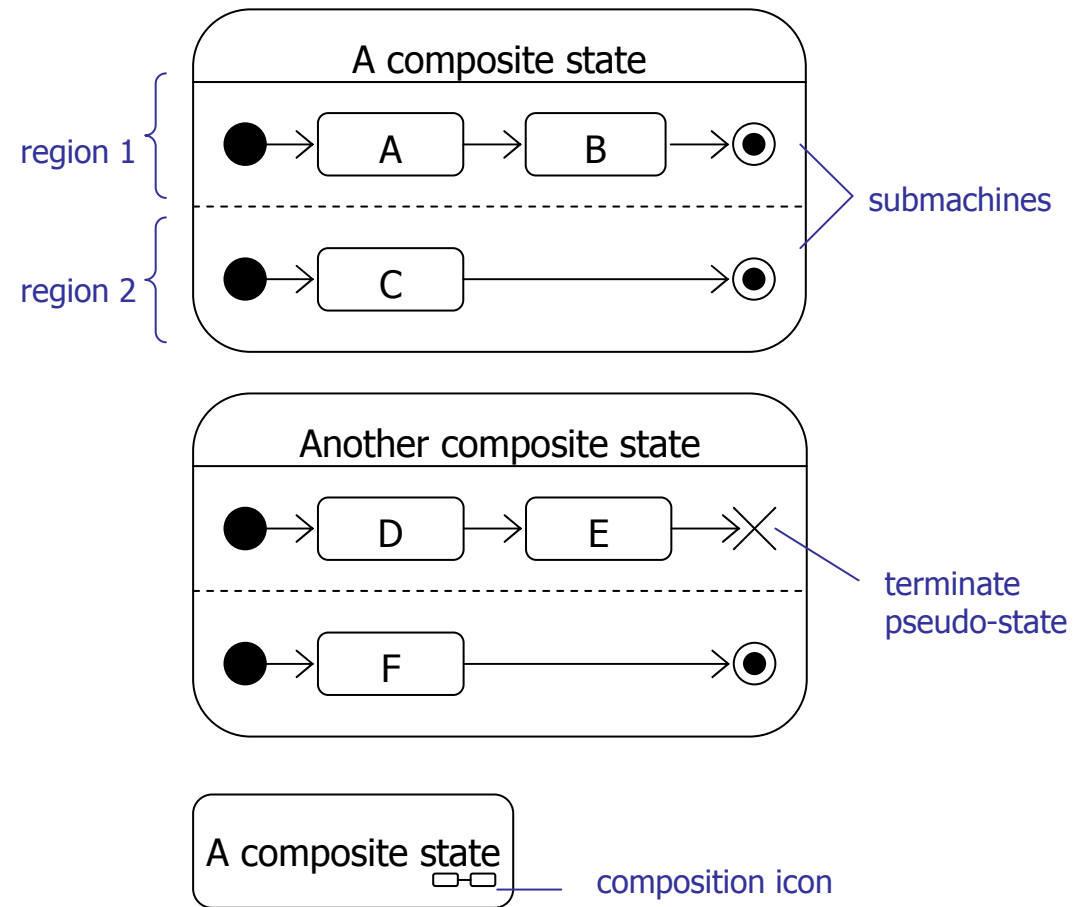 A composite state
region 1
A
B
submachines
region 2
C
Another composite state
D
E
terminate
pseudo-state
F
A composite state
composition icon